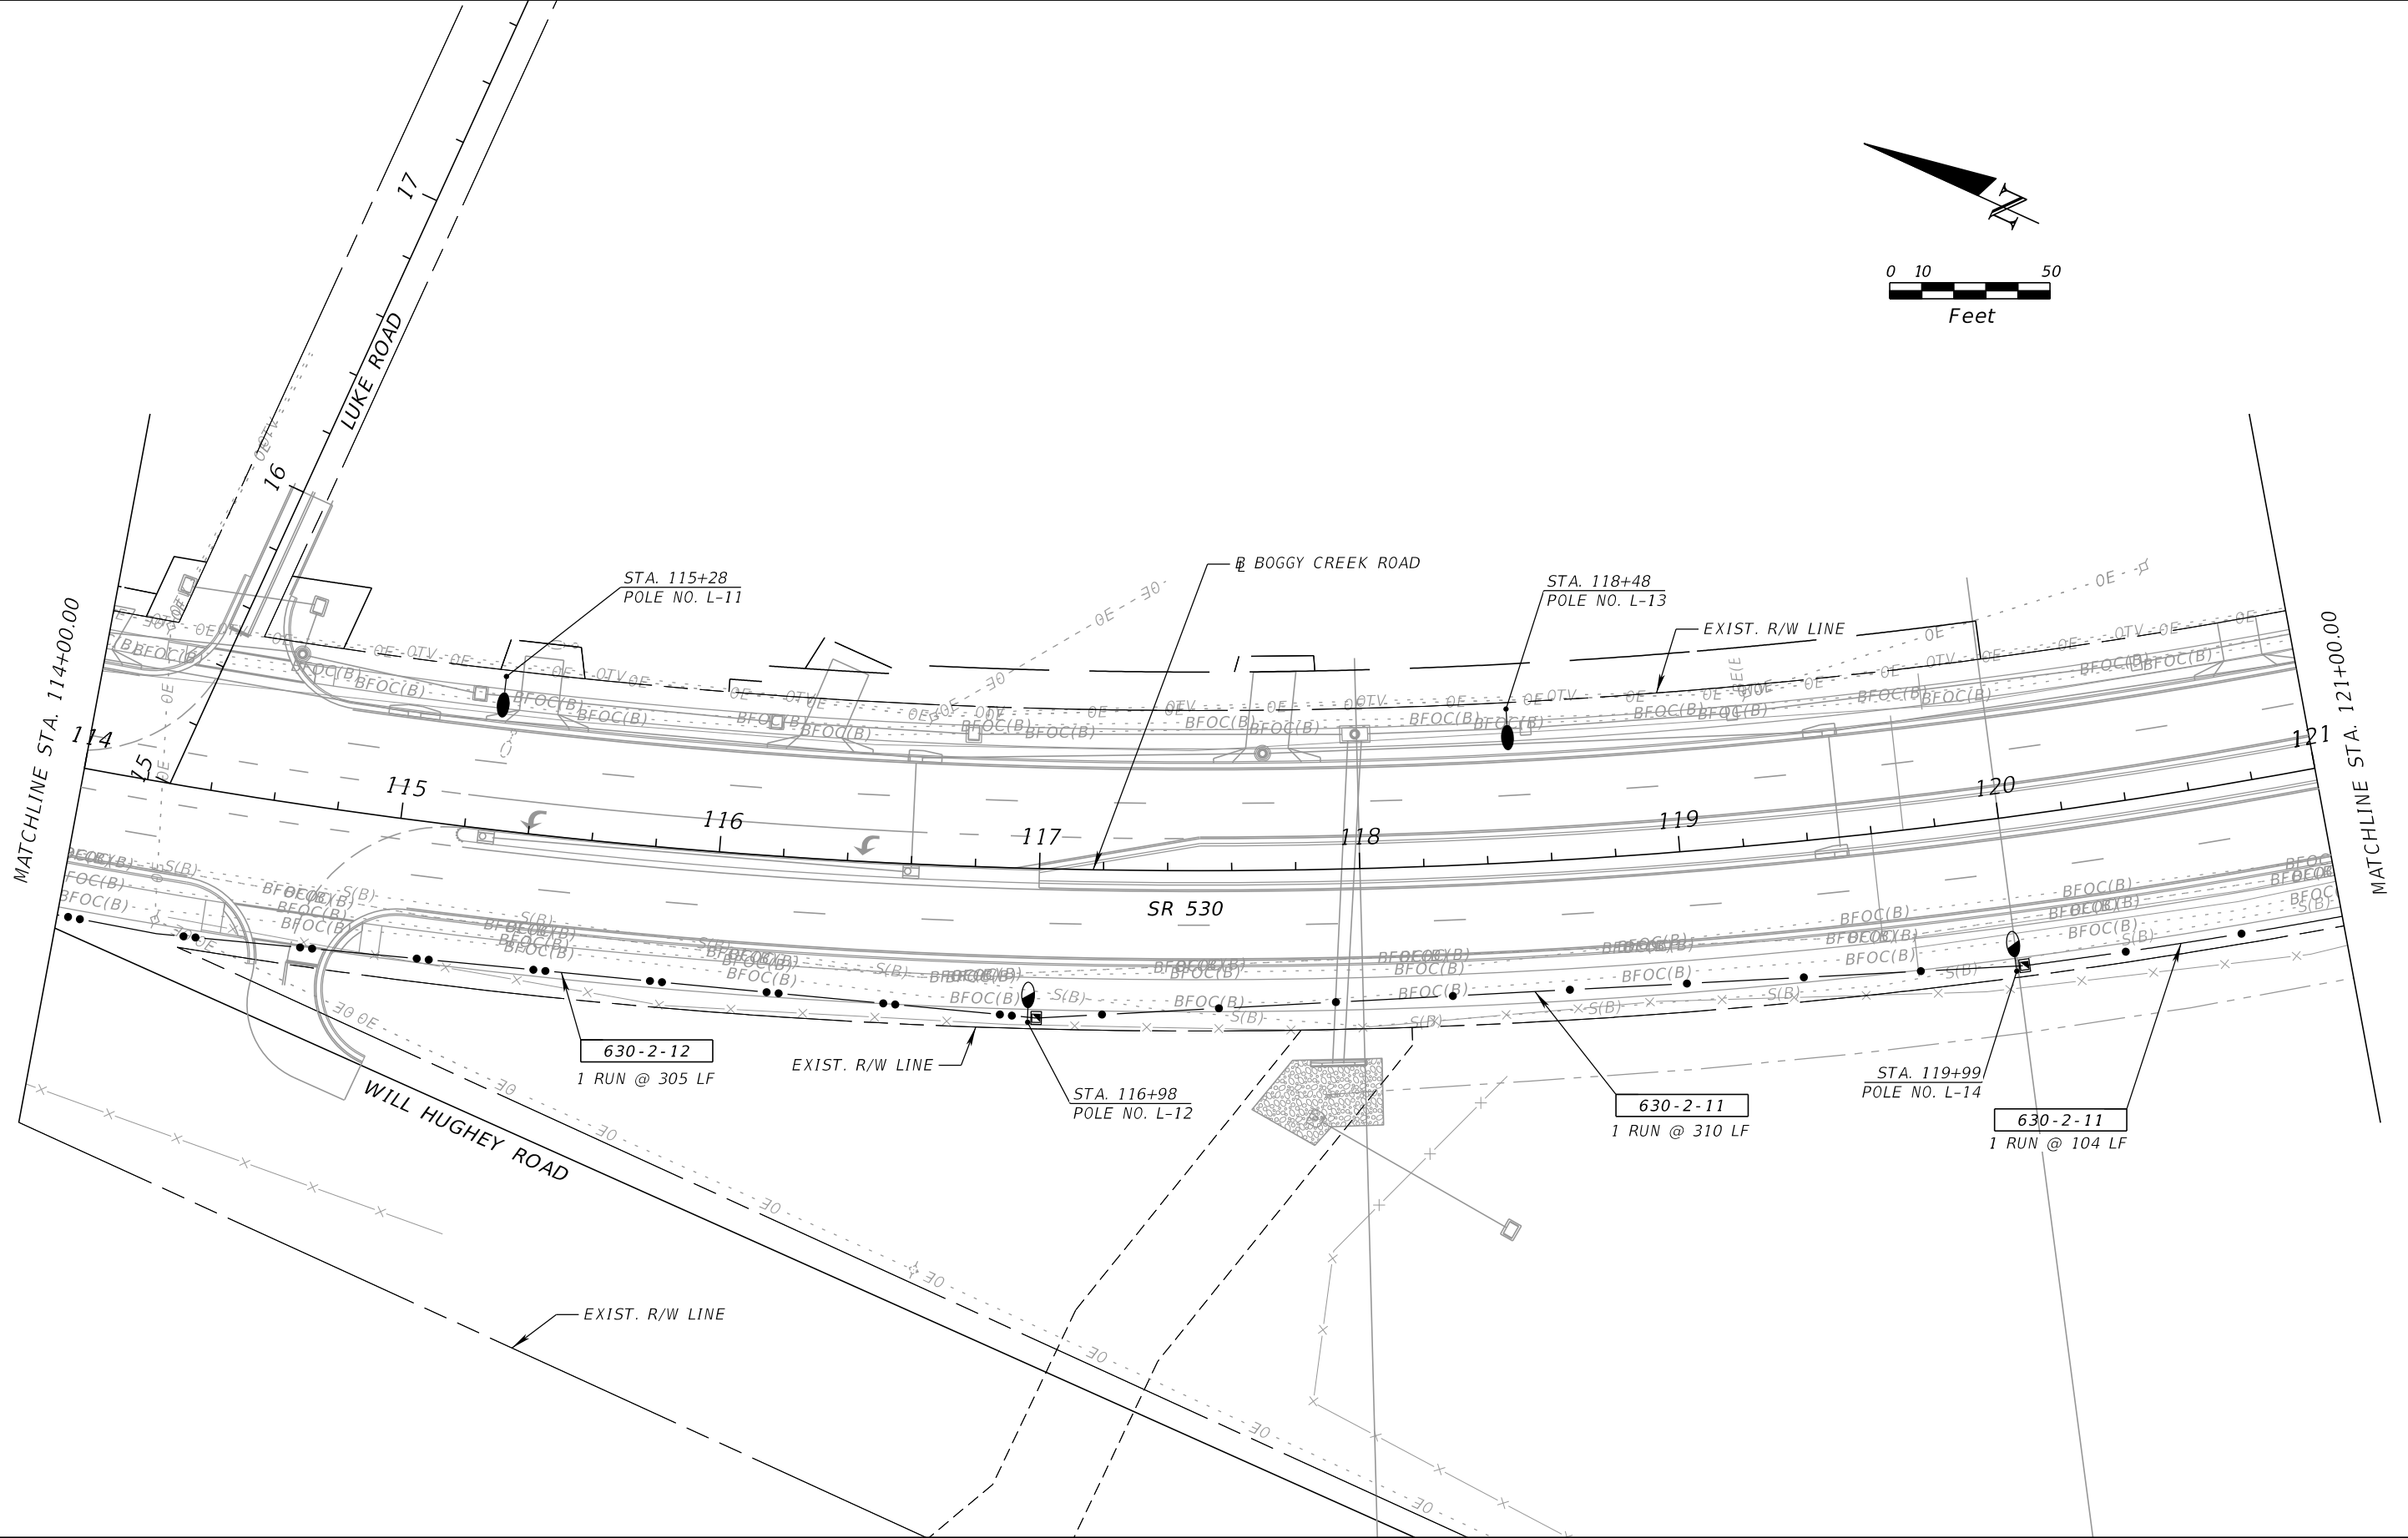 17
N
0 10 50
Feet
LUKE ROAD
16
STA. 115+28
POLE NO. L-11
BOGGY CREEK ROAD
STA. 118+48
POLE NO. L-13
EXIST. R/W LINE
MATCHLINE STA. 114+00.00
MATCHLINE STA. 121+00.00
114
15
115
116
117
118
119
120
121
SR 530
OE
OTV
BFOC(B)
S(B)
630-2-12
1 RUN @ 305 LF
EXIST. R/W LINE
STA. 116+98
POLE NO. L-12
630-2-11
1 RUN @ 310 LF
STA. 119+99
POLE NO. L-14
630-2-11
1 RUN @ 104 LF
WILL HUGHEY ROAD
EXIST. R/W LINE